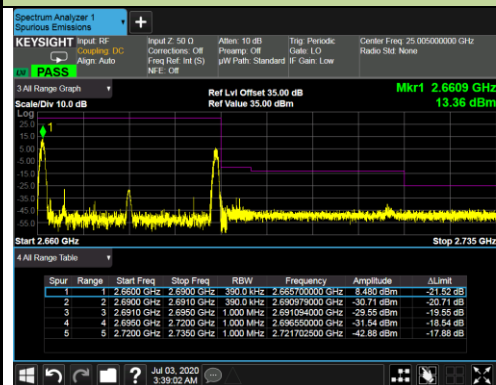 Spectrum Analyzer 1
Spurious Emissions
KEYSIGHT Input: RF Input Z: 50 Ω Atten: 10 dB Trig: Periodic Center Freq: 25.005000000 GHz
Coupling: DC Corrections: Off Preamp: Off Gate: LO Radio Std: None
Align: Auto Freq Ref: Int (S) µW Path: Standard IF Gain: Low
NFE: Off
PASS
3 All Range Graph
Ref Lvl Offset 35.00 dB Mkr1 2.6609 GHz
Scale/Div 10.0 dB Ref Value 35.00 dBm 13.36 dBm
Log
25.0
15.0
5.00
-5.00
-15.0
-25.0
-35.0
-45.0
-55.0
1
Start 2.660 GHz Stop 2.735 GHz
4 All Range Table
Spur Range Start Freq Stop Freq RBW Frequency Amplitude ΔLimit
1 1 2.6600 GHz 2.6900 GHz 390.0 kHz 2.665700000 GHz 8.480 dBm -21.52 dB
2 2 2.6900 GHz 2.6910 GHz 390.0 kHz 2.690979000 GHz -30.71 dBm -20.71 dB
3 3 2.6910 GHz 2.6950 GHz 1.000 MHz 2.691094000 GHz -29.55 dBm -19.55 dB
4 4 2.6950 GHz 2.7200 GHz 1.000 MHz 2.696550000 GHz -31.54 dBm -18.54 dB
5 5 2.7200 GHz 2.7350 GHz 1.000 MHz 2.721702500 GHz -42.88 dBm -17.88 dB
Jul 03, 2020
3:39:02 AM